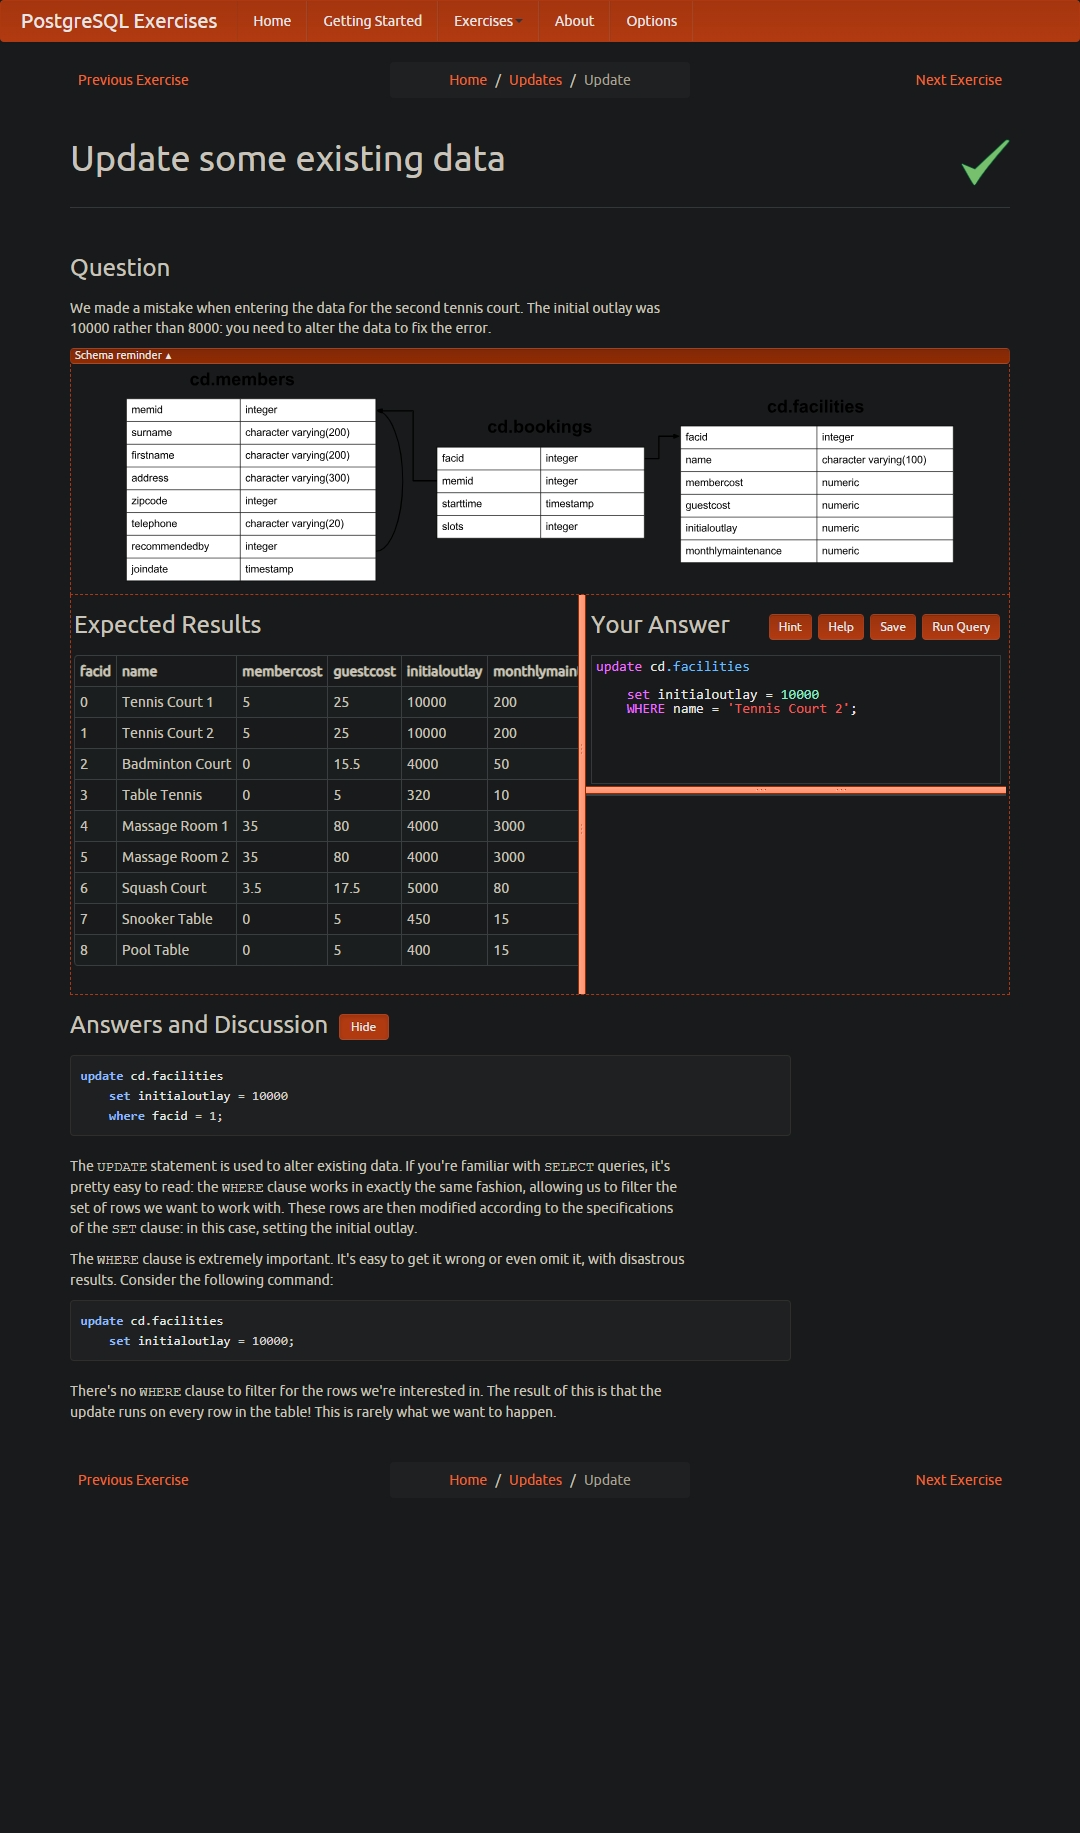 PostgreSQL Exercises Home Getting Started Exercises About Options
Previous Exercise Home / Updates / Update Next Exercise
Update some existing data
Question
We made a mistake when entering the data for the second tennis court. The initial outlay was
10000 rather than 8000: you need to alter the data to fix the error.
Schema reminder ▴
cd.members
memid integer
surname character varying(200)
firstname character varying(200)
address character varying(300)
zipcode integer
telephone character varying(20)
recommendedby integer
joindate timestamp
cd.bookings
facid integer
memid integer
starttime timestamp
slots integer
cd.facilities
facid integer
name character varying(100)
membercost numeric
guestcost numeric
initialoutlay numeric
monthlymaintenance numeric
Expected Results
facid name membercost guestcost initialoutlay monthlymain
0 Tennis Court 1 5 25 10000 200
1 Tennis Court 2 5 25 10000 200
2 Badminton Court 0 15.5 4000 50
3 Table Tennis 0 5 320 10
4 Massage Room 1 35 80 4000 3000
5 Massage Room 2 35 80 4000 3000
6 Squash Court 3.5 17.5 5000 80
7 Snooker Table 0 5 450 15
8 Pool Table 0 5 400 15
Your Answer Hint Help Save Run Query
update cd.facilities
set initialoutlay = 10000
WHERE name = 'Tennis Court 2';
Answers and Discussion Hide
update cd.facilities
set initialoutlay = 10000
where facid = 1;
The UPDATE statement is used to alter existing data. If you're familiar with SELECT queries, it's
pretty easy to read: the WHERE clause works in exactly the same fashion, allowing us to filter the
set of rows we want to work with. These rows are then modified according to the specifications
of the SET clause: in this case, setting the initial outlay.
The WHERE clause is extremely important. It's easy to get it wrong or even omit it, with disastrous
results. Consider the following command:
update cd.facilities
set initialoutlay = 10000;
There's no WHERE clause to filter for the rows we're interested in. The result of this is that the
update runs on every row in the table! This is rarely what we want to happen.
Previous Exercise Home / Updates / Update Next Exercise